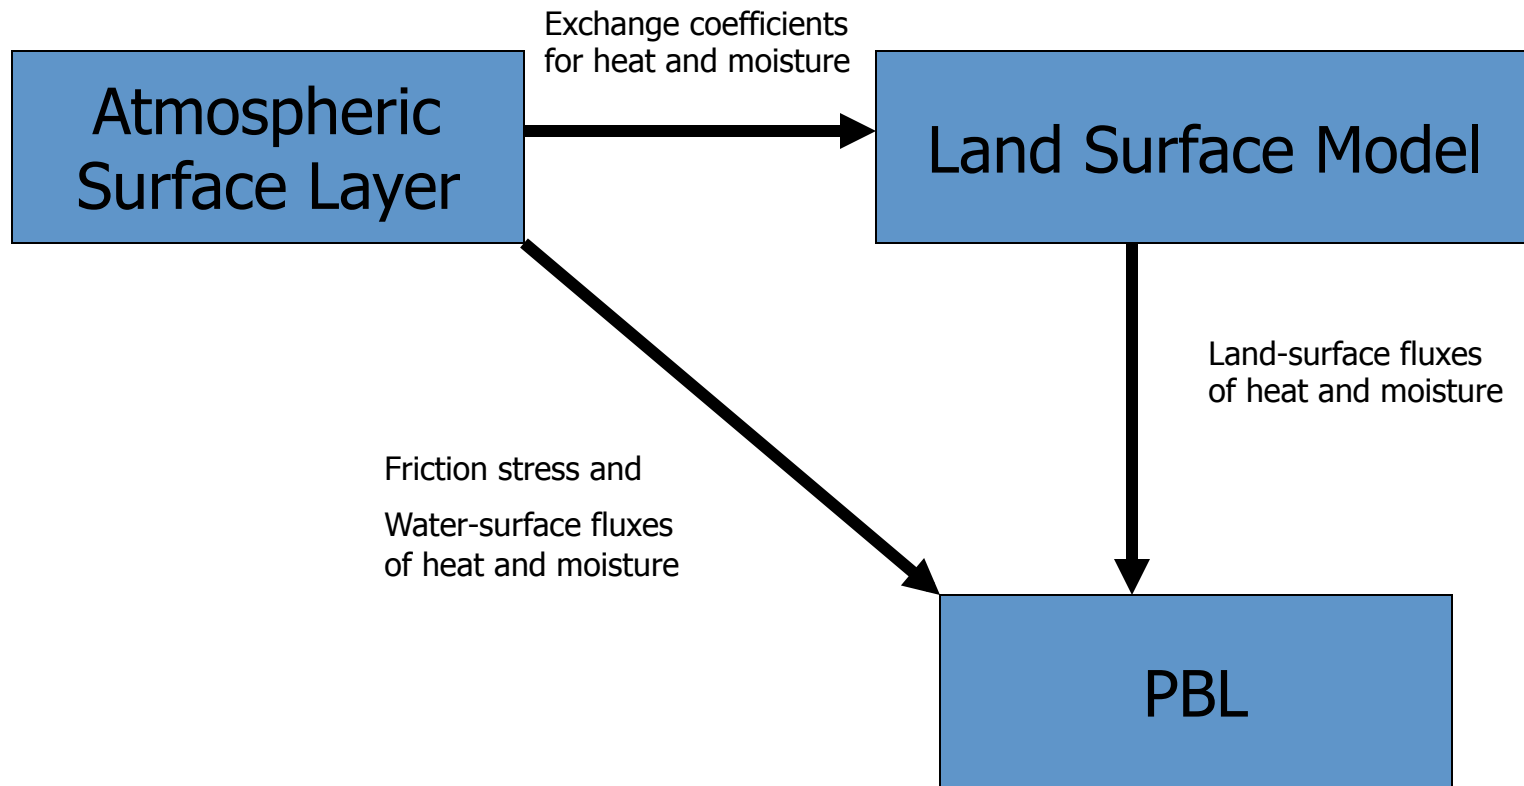 Exchange coefficients
for heat and moisture
Atmospheric
Surface Layer
Land Surface Model
Land-surface fluxes
of heat and moisture
Friction stress and
Water-surface fluxes
of heat and moisture
PBL